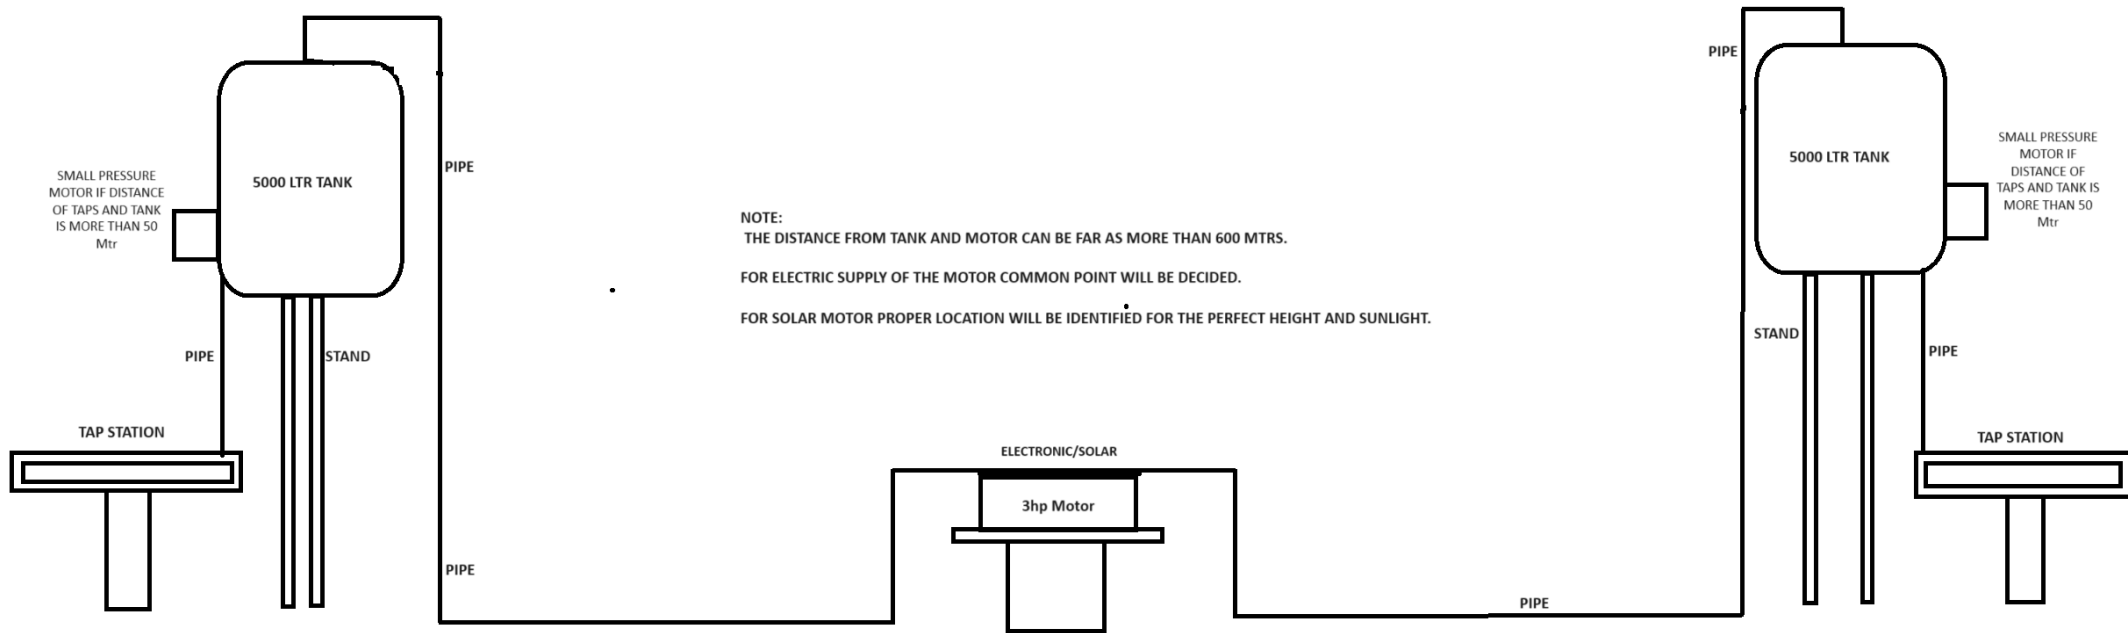 PIPE
5000 LTR TANK
SMALL PRESSURE
MOTOR IF DISTANCE
OF TAPS AND TANK
IS MORE THAN 50
Mtr
PIPE
PIPE
STAND
TAP STATION
PIPE
NOTE:
THE DISTANCE FROM TANK AND MOTOR CAN BE FAR AS MORE THAN 600 MTRS.
FOR ELECTRIC SUPPLY OF THE MOTOR COMMON POINT WILL BE DECIDED.
FOR SOLAR MOTOR PROPER LOCATION WILL BE IDENTIFIED FOR THE PERFECT HEIGHT AND SUNLIGHT.
ELECTRONIC/SOLAR
3hp Motor
PIPE
5000 LTR TANK
SMALL PRESSURE
MOTOR IF
DISTANCE OF
TAPS AND TANK IS
MORE THAN 50
Mtr
STAND
PIPE
TAP STATION